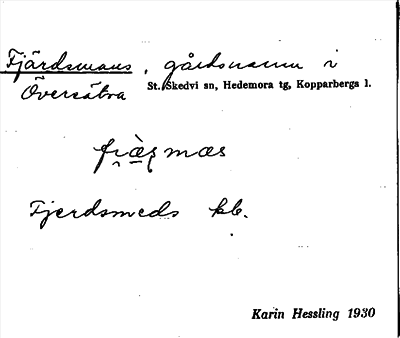 Fjärdsmans, gårdsnamn i
Översätra St. Skedvi sn, Hedemora tg, Kopparbergs l.
Fjerdsmeds kb.
Karin Hessling 1930